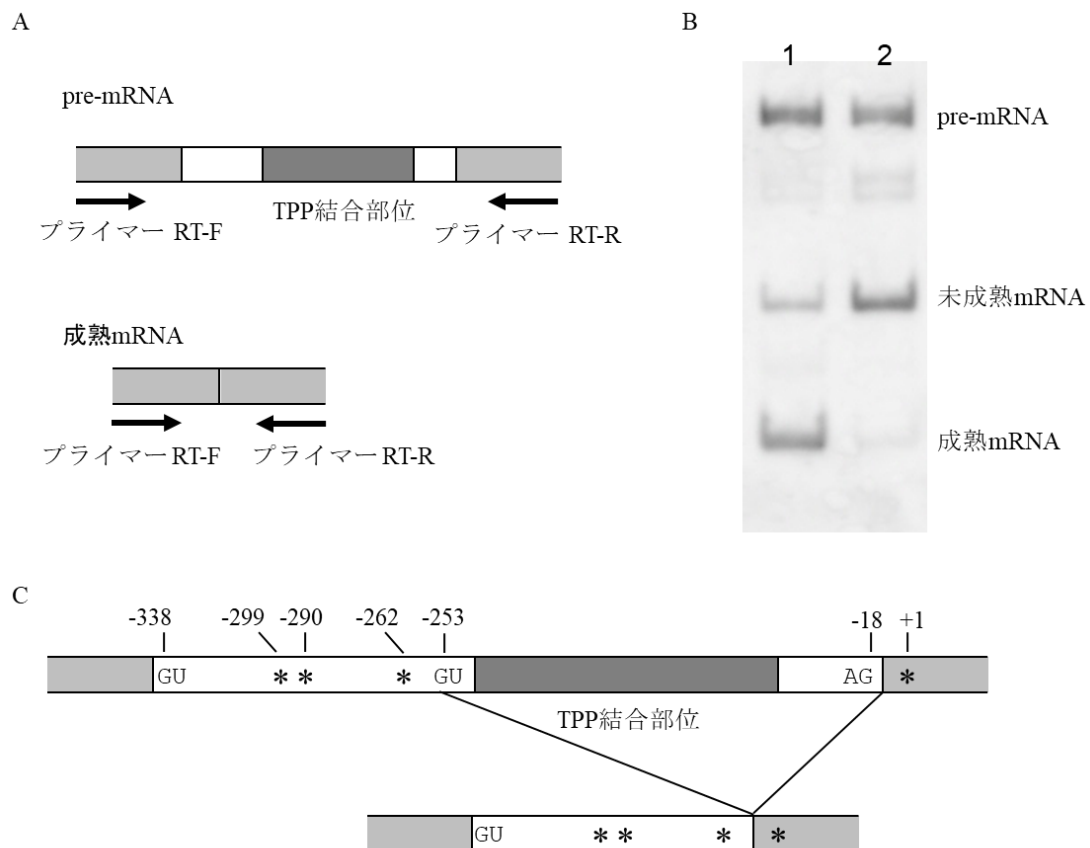 A
pre-mRNA
TPP結合部位
プライマー RT-F
プライマー RT-R
成熟mRNA
プライマーRT-F
プライマーRT-R
B
1 2
pre-mRNA
未成熟mRNA
成熟mRNA
C
-338 -299 -290 -262 -253 -18 +1
GU * * * GU AG *
TPP結合部位
GU * * * *